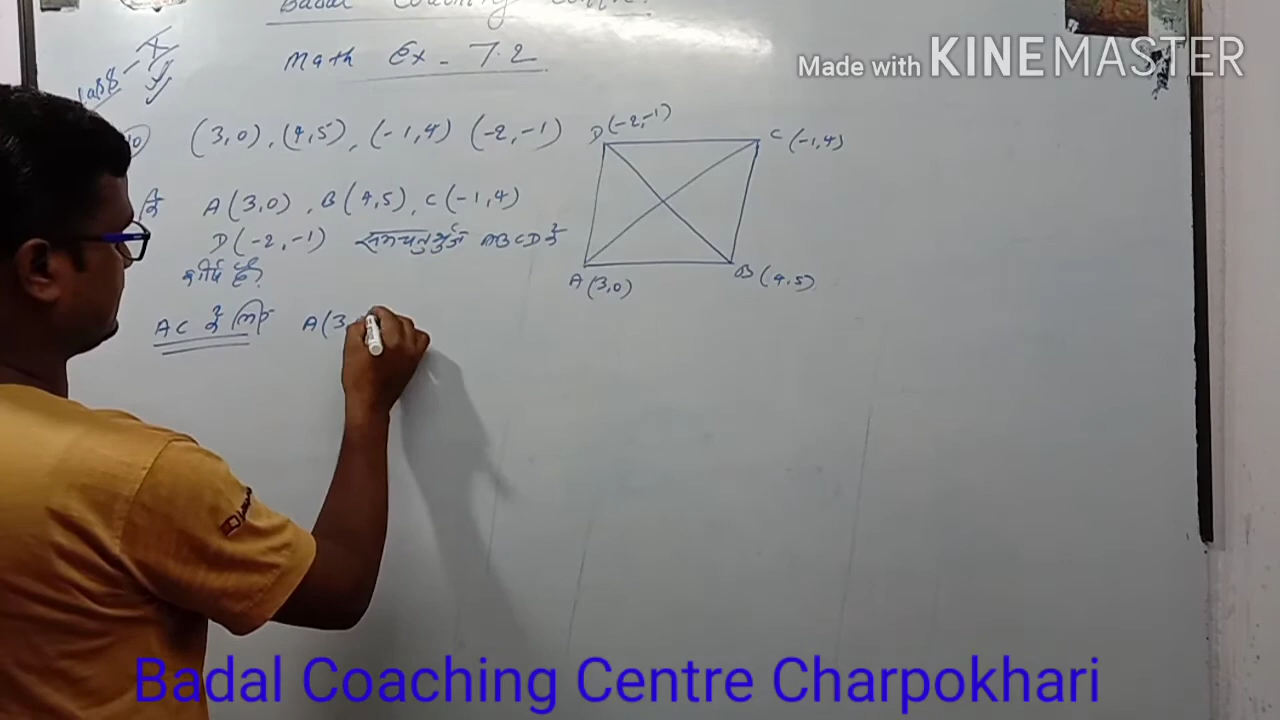 Badal Coaching
Made with KINEMASTER
Math Ex - 7.2
(3,0), (4,5), (-1,4) (-2,-1)
D(-2,-1)
C (-1,4)
A(3,0), B(4,5), C(-1,4)
D(-2,-1) समचतुर्भुज ABCD के
शीर्ष है।
A (3,0)
B (4,5)
AC के लिए A(3,
Badal Coaching Centre Charpokhari